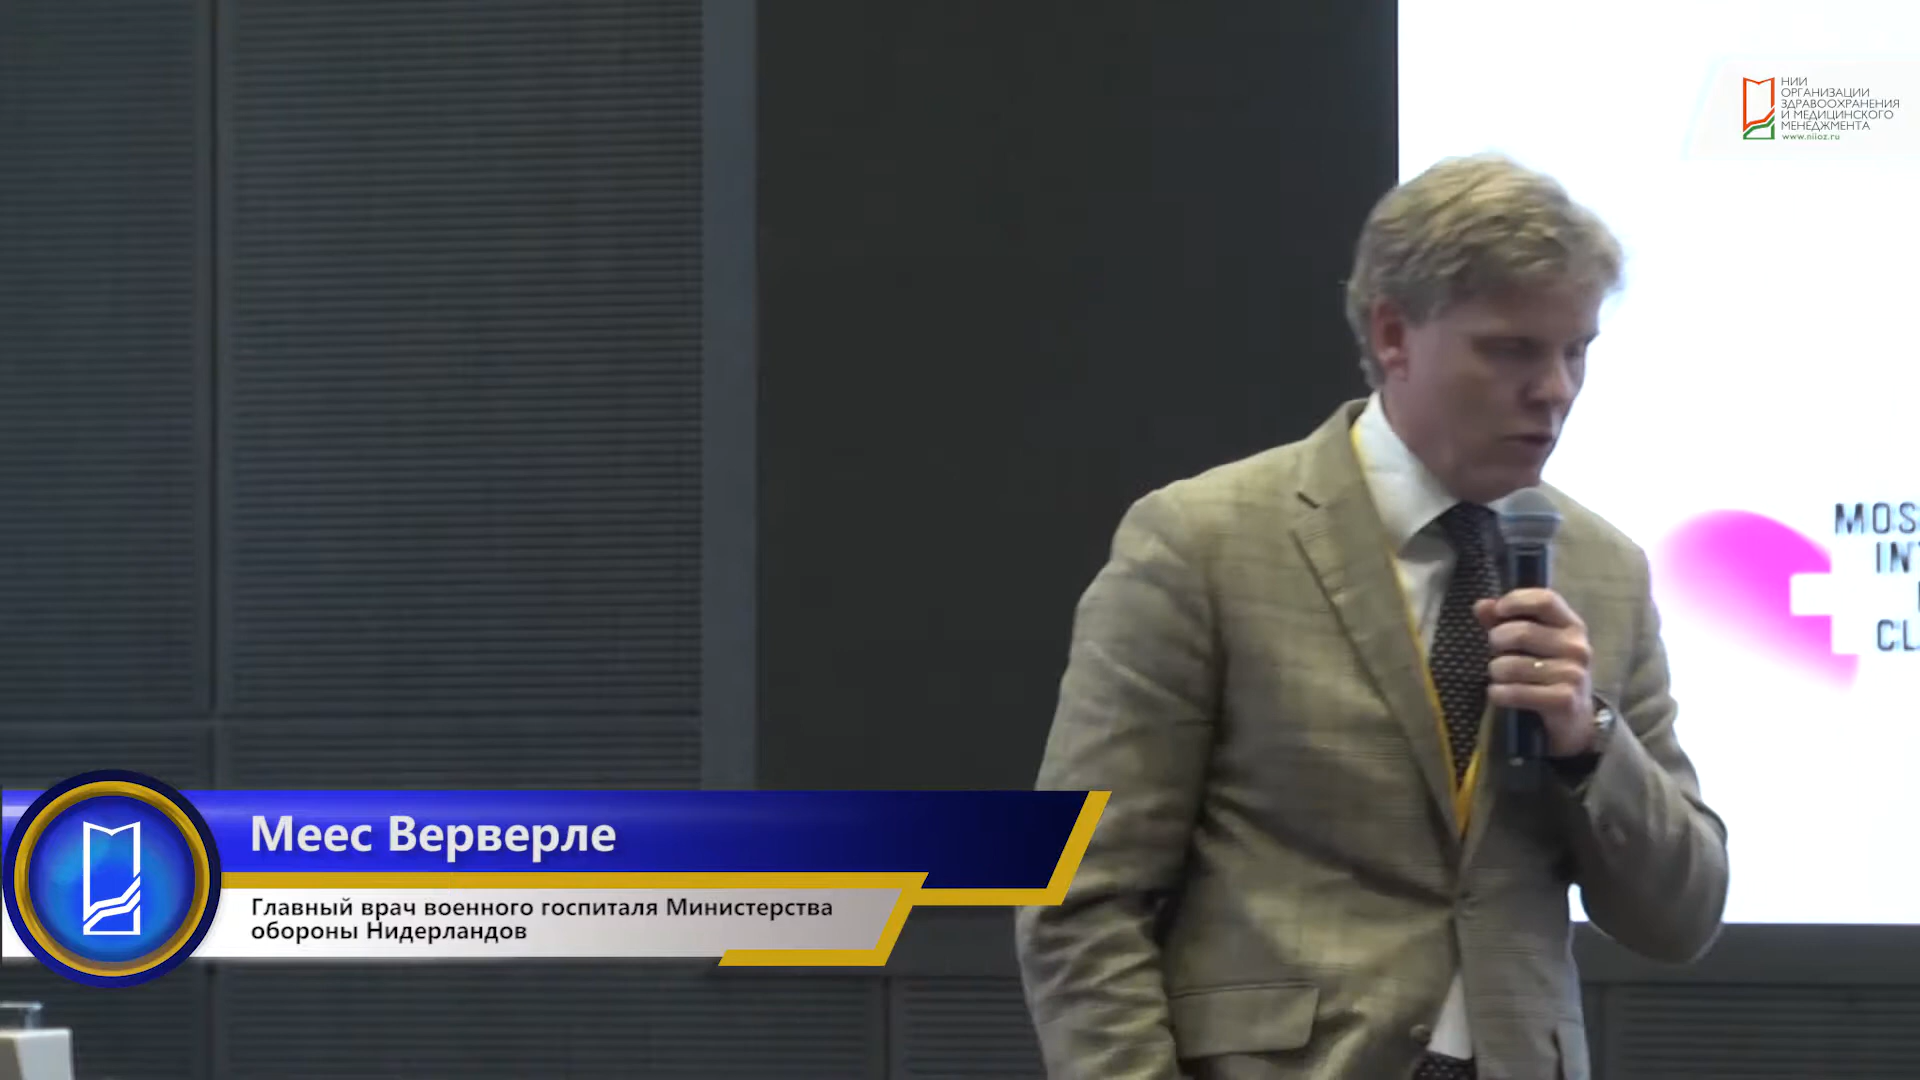 НИИ
ОРГАНИЗАЦИИ
ЗДРАВООХРАНЕНИЯ
И МЕДИЦИНСКОГО
МЕНЕДЖМЕНТА
www.niioz.ru
MOS
INT
CL
Меес Верверле
Главный врач военного госпиталя Министерства
обороны Нидерландов